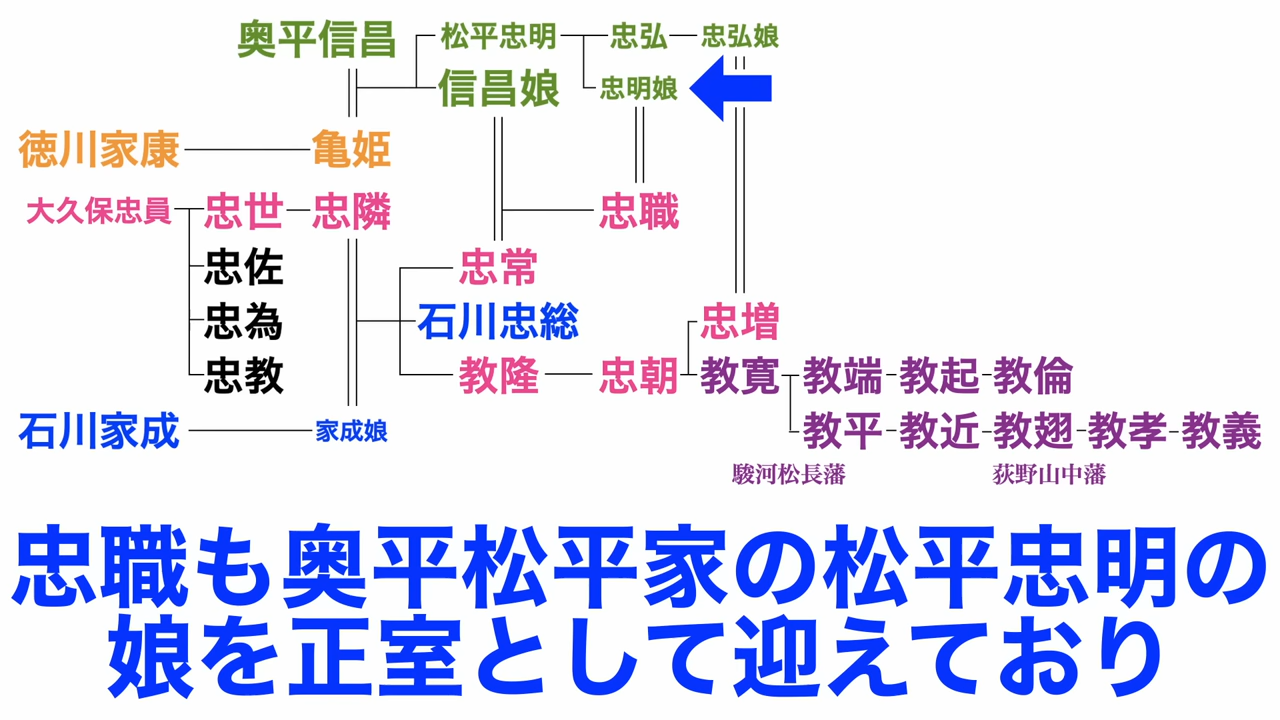 奥平信昌 松平忠明 忠弘 忠弘娘
信昌娘 忠明娘
徳川家康 亀姫
大久保忠員 忠世 忠隣 忠職
忠佐 忠常
忠為 石川忠総 忠増
忠教 教隆 忠朝 教寛 教端 教起 教倫
石川家成 家成娘 教平 教近 教翅 教孝 教義
駿河松長藩 荻野山中藩
忠職も奥平松平家の松平忠明の
娘を正室として迎えており